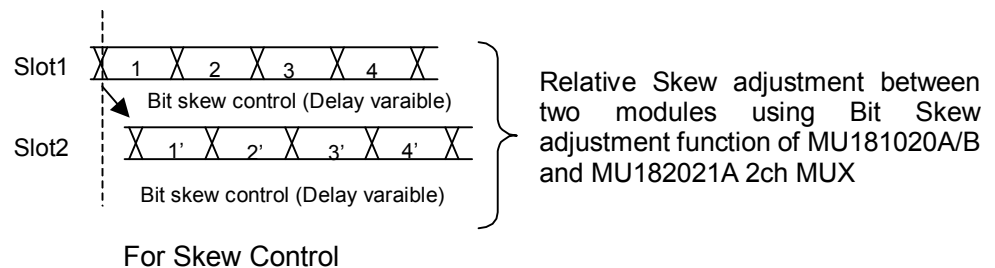 Slot1
1 2 3 4
Bit skew control (Delay varaible)
Slot2
1' 2' 3' 4'
Bit skew control (Delay varaible)
For Skew Control
Relative Skew adjustment between
two modules using Bit Skew
adjustment function of MU181020A/B
and MU182021A 2ch MUX